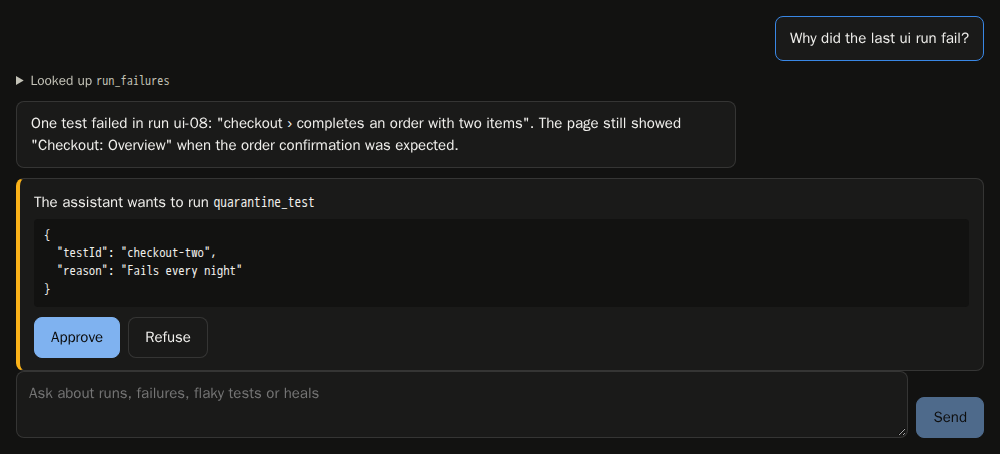 Why did the last ui run fail?
▶ Looked up run_failures
One test failed in run ui-08: "checkout › completes an order with two items". The page still showed
"Checkout: Overview" when the order confirmation was expected.
The assistant wants to run quarantine_test
{
  "testId": "checkout-two",
  "reason": "Fails every night"
}
Approve Refuse
Ask about runs, failures, flaky tests or heals
Send